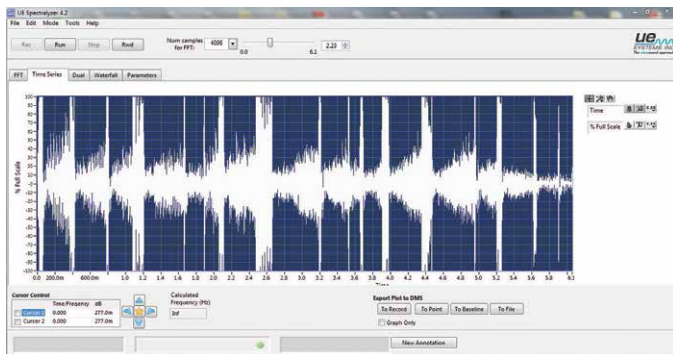 UE Spectralyzer 4.2
File Edit Mode Tools Help
Rec Run Stop Rwd
Num samples for FFT: 4096
0.0 6.1 2.23
ue
SYSTEMS INC
FFT Time Series Dual Waterfall Parameters
% Full Scale
100
90
80
70
60
50
40
30
20
10
-0
-10
-20
-30
-40
-50
-60
-70
-80
-90
-100
0.0 200.0m 600.0m 1.0 1.2 1.4 1.6 1.8 2.0 2.2 2.4 2.6 2.8 3.0 3.2 3.4 3.6 3.8 4.0 4.2 4.4 4.6 4.8 5.0 5.2 5.4 5.6 5.8 6.1
Time
Time
% Full Scale
Cursor Control
Time/Freqency dB
Cursor 1 0.000 277.0m
Cursor 2 0.000 277.0m
Calculated
Frequency (Hz)
Inf
Export Plot to DMS
To Record To Point To Baseline To File
Graph Only
New Annotation